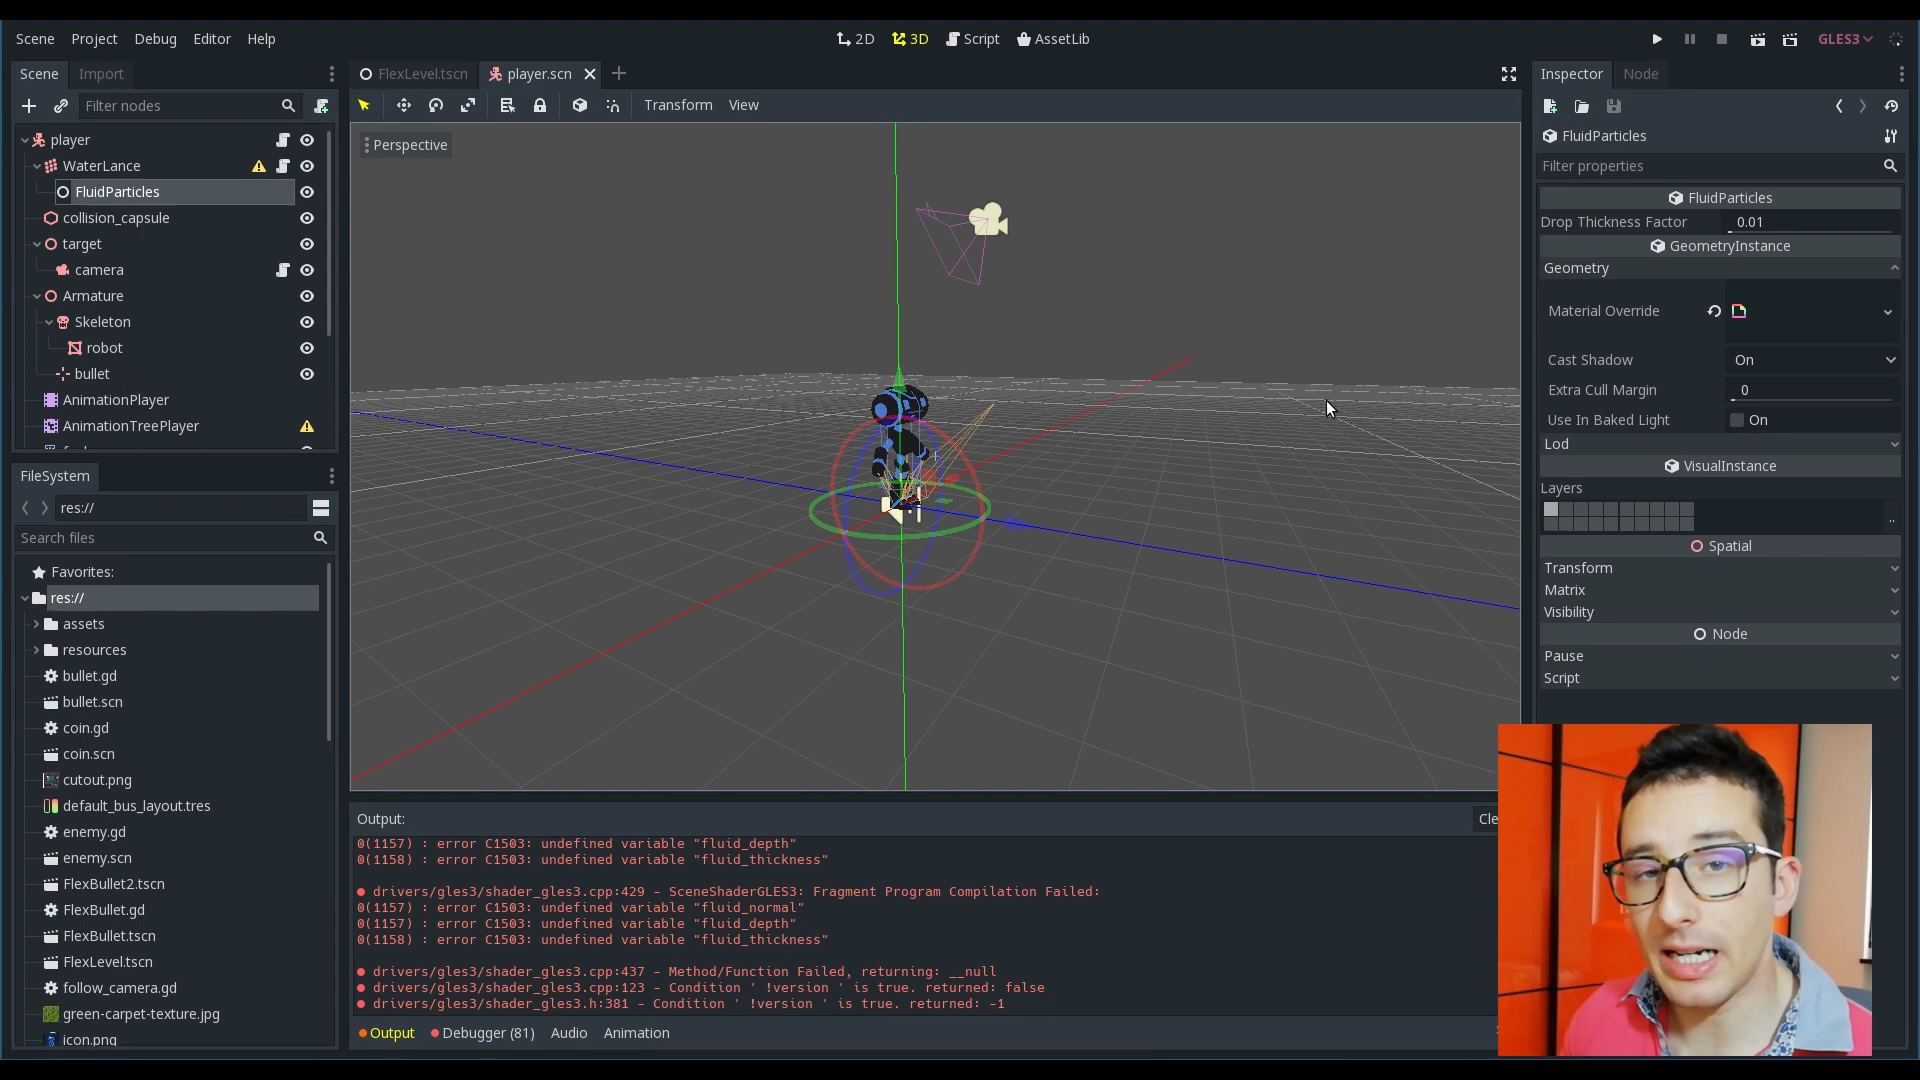 Scene Project Debug Editor Help
2D 3D Script AssetLib
GLES3
Scene Import
Filter nodes
player
WaterLance
FluidParticles
collision_capsule
target
camera
Armature
Skeleton
robot
bullet
AnimationPlayer
AnimationTreePlayer
FileSystem
res://
Search files
Favorites:
res://
assets
resources
bullet.gd
bullet.scn
coin.gd
coin.scn
cutout.png
default_bus_layout.tres
enemy.gd
enemy.scn
FlexBullet2.tscn
FlexBullet.gd
FlexBullet.tscn
FlexLevel.tscn
follow_camera.gd
green-carpet-texture.jpg
icon.png
FlexLevel.tscn player.scn
Transform View
Perspective
Output:
Cle
0(1157) : error C1503: undefined variable "fluid_depth"
0(1158) : error C1503: undefined variable "fluid_thickness"
drivers/gles3/shader_gles3.cpp:429 - SceneShaderGLES3: Fragment Program Compilation Failed:
0(1157) : error C1503: undefined variable "fluid_normal"
0(1157) : error C1503: undefined variable "fluid_depth"
0(1158) : error C1503: undefined variable "fluid_thickness"
drivers/gles3/shader_gles3.cpp:437 - Method/Function Failed, returning: __null
drivers/gles3/shader_gles3.cpp:123 - Condition ' !version ' is true. returned: false
drivers/gles3/shader_gles3.h:381 - Condition ' !version ' is true. returned: -1
Output Debugger (81) Audio Animation
Inspector Node
FluidParticles
Filter properties
FluidParticles
Drop Thickness Factor 0.01
GeometryInstance
Geometry
Material Override
Cast Shadow On
Extra Cull Margin 0
Use In Baked Light On
Lod
VisualInstance
Layers
..
Spatial
Transform
Matrix
Visibility
Node
Pause
Script